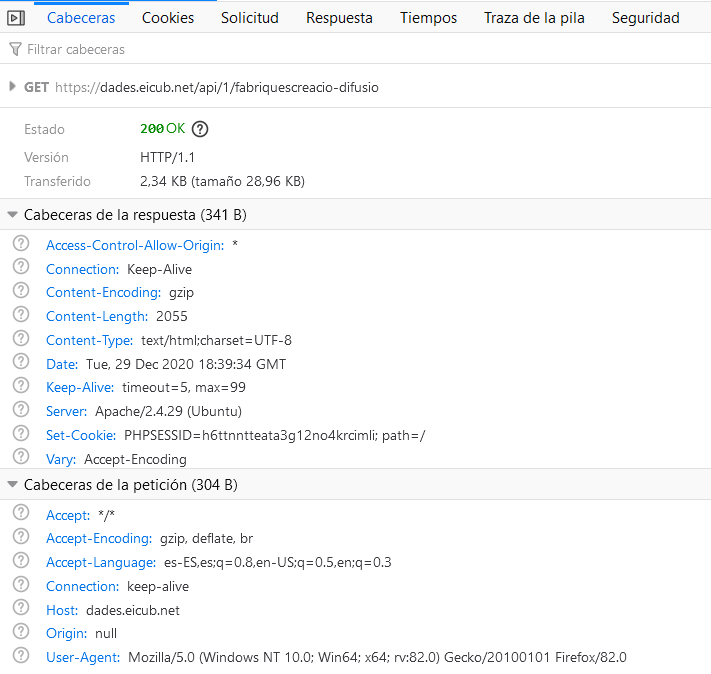 Cabeceras Cookies Solicitud Respuesta Tiempos Traza de la pila Seguridad
Filtrar cabeceras
GET https://dades.eicub.net/api/1/fabriquescreacio-difusio
Estado 200 OK ?
Versión HTTP/1.1
Transferido 2,34 KB (tamaño 28,96 KB)
Cabeceras de la respuesta (341 B)
? Access-Control-Allow-Origin: *
? Connection: Keep-Alive
? Content-Encoding: gzip
? Content-Length: 2055
? Content-Type: text/html;charset=UTF-8
? Date: Tue, 29 Dec 2020 18:39:34 GMT
? Keep-Alive: timeout=5, max=99
? Server: Apache/2.4.29 (Ubuntu)
? Set-Cookie: PHPSESSID=h6ttnntteata3g12no4krcimli; path=/
? Vary: Accept-Encoding
Cabeceras de la petición (304 B)
? Accept: */*
? Accept-Encoding: gzip, deflate, br
? Accept-Language: es-ES,es;q=0.8,en-US;q=0.5,en;q=0.3
? Connection: keep-alive
? Host: dades.eicub.net
? Origin: null
? User-Agent: Mozilla/5.0 (Windows NT 10.0; Win64; x64; rv:82.0) Gecko/20100101 Firefox/82.0